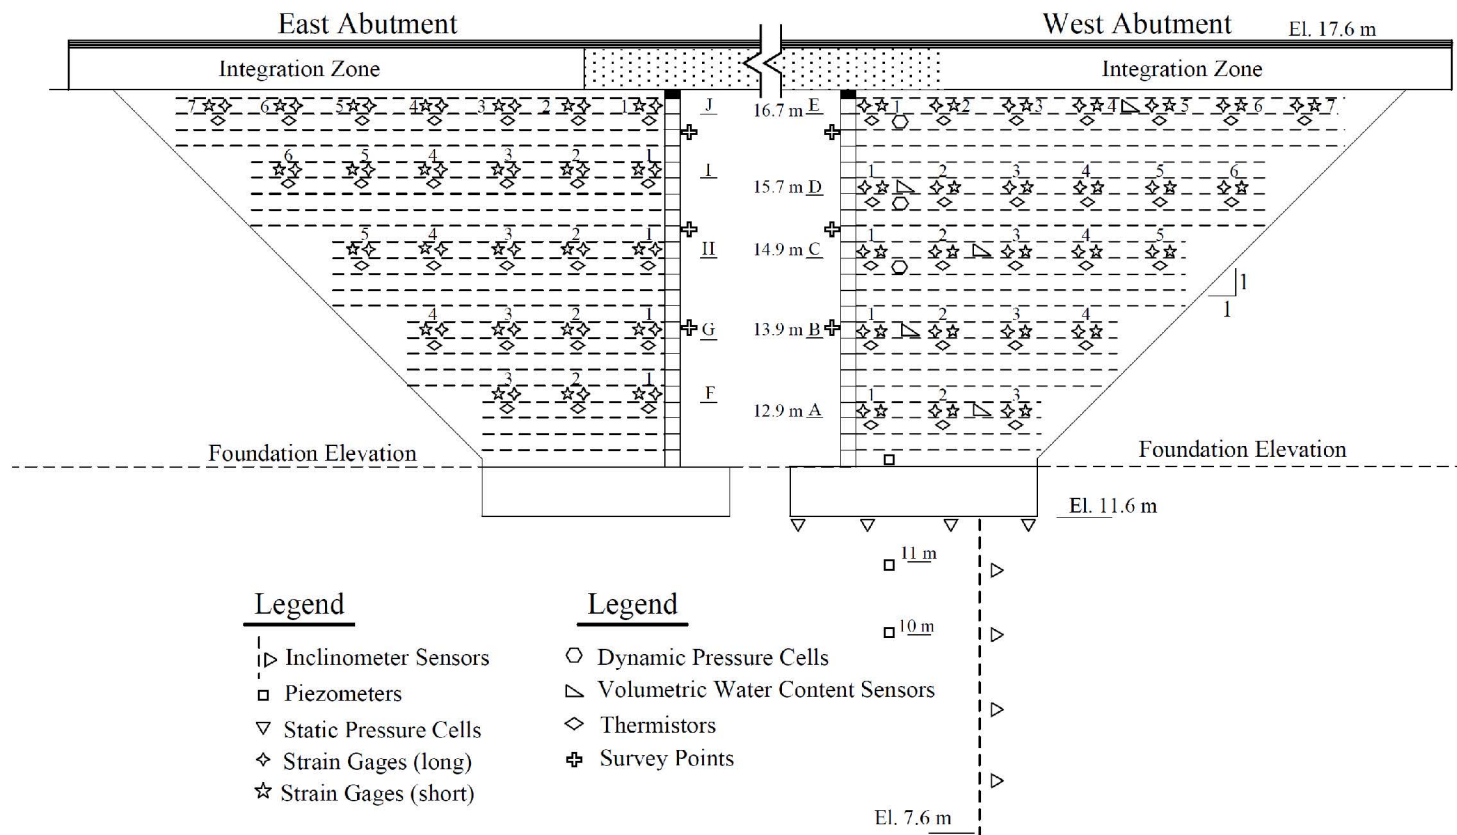 East Abutment West Abutment El. 17.6 m
Integration Zone Integration Zone
7 6 5 4 3 2 1 J 16.7 m E 1 2 3 4 5 6 7
6 5 4 3 2 1 I 15.7 m D 1 2 3 4 5 6
5 4 3 2 1 H 14.9 m C 1 2 3 4 5
1
1
4 3 2 1 G 13.9 m B 1 2 3 4
3 2 1 F 12.9 m A 1 2 3
Foundation Elevation Foundation Elevation
El. 11.6 m
11 m
10 m
El. 7.6 m
Legend
Inclinometer Sensors
Piezometers
Static Pressure Cells
Strain Gages (long)
Strain Gages (short)
Legend
Dynamic Pressure Cells
Volumetric Water Content Sensors
Thermistors
Survey Points